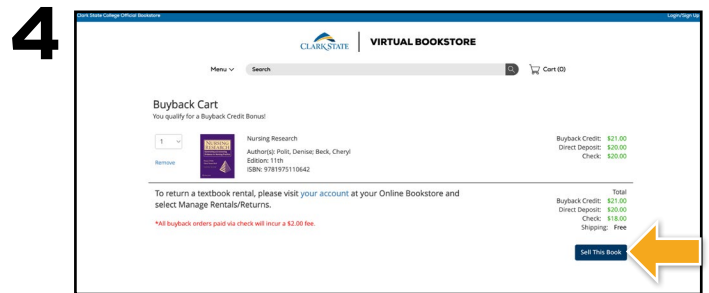 4
Clark State College Official Bookstore
Login/Sign Up
CLARK STATE
VIRTUAL BOOKSTORE
Menu
Search
Cart (0)
Buyback Cart
You qualify for a Buyback Credit Bonus!
1
Remove
NURSING
RESEARCH
Nursing Research
Author(s): Polit, Denise; Beck, Cheryl
Edition: 11th
ISBN: 9781975110642
Buyback Credit: $21.00
Direct Deposit: $20.00
Check: $20.00
To return a textbook rental, please visit your account at your Online Bookstore and
select Manage Rentals/Returns.
*All buyback orders paid via check will incur a $2.00 fee.
Total
Buyback Credit: $21.00
Direct Deposit: $20.00
Check: $18.00
Shipping: Free
Sell This Book